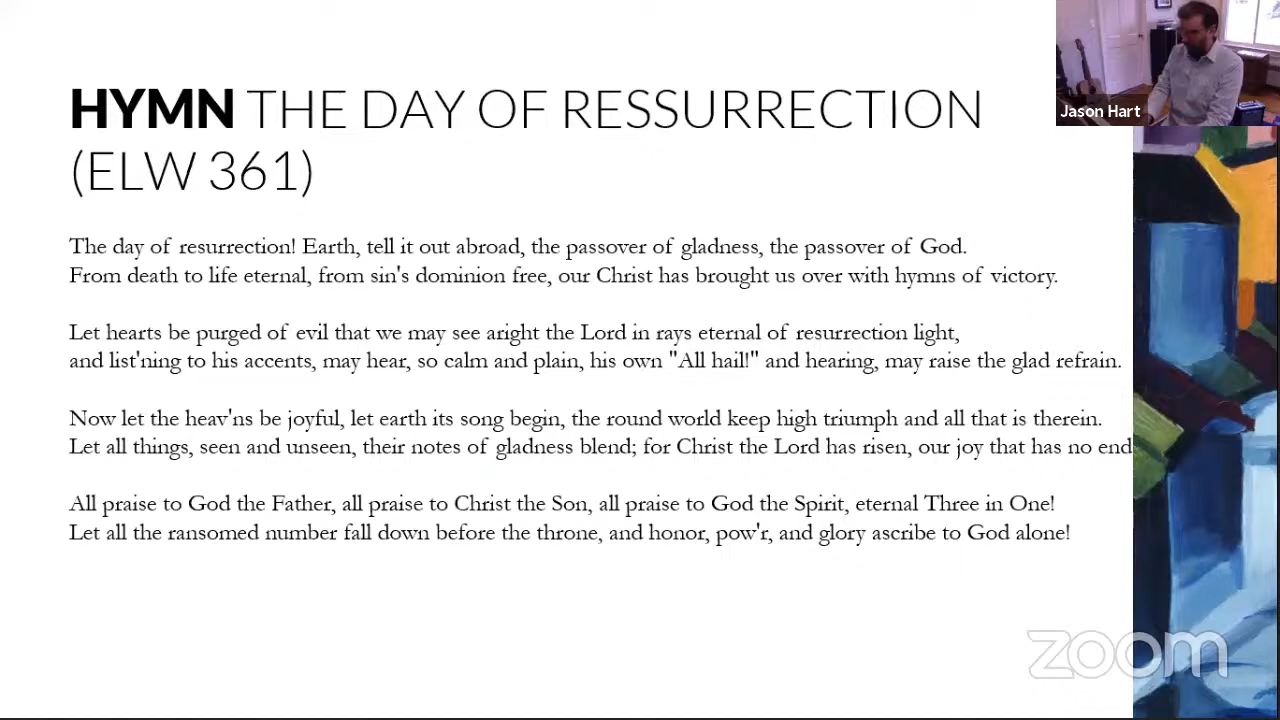 HYMN THE DAY OF RESSURRECTION
(ELW 361)
Jason Hart
The day of resurrection! Earth, tell it out abroad, the passover of gladness, the passover of God.
From death to life eternal, from sin's dominion free, our Christ has brought us over with hymns of victory.
Let hearts be purged of evil that we may see aright the Lord in rays eternal of resurrection light,
and list'ning to his accents, may hear, so calm and plain, his own "All hail!" and hearing, may raise the glad refrain.
Now let the heav'ns be joyful, let earth its song begin, the round world keep high triumph and all that is therein.
Let all things, seen and unseen, their notes of gladness blend; for Christ the Lord has risen, our joy that has no end
All praise to God the Father, all praise to Christ the Son, all praise to God the Spirit, eternal Three in One!
Let all the ransomed number fall down before the throne, and honor, pow'r, and glory ascribe to God alone!
zoom